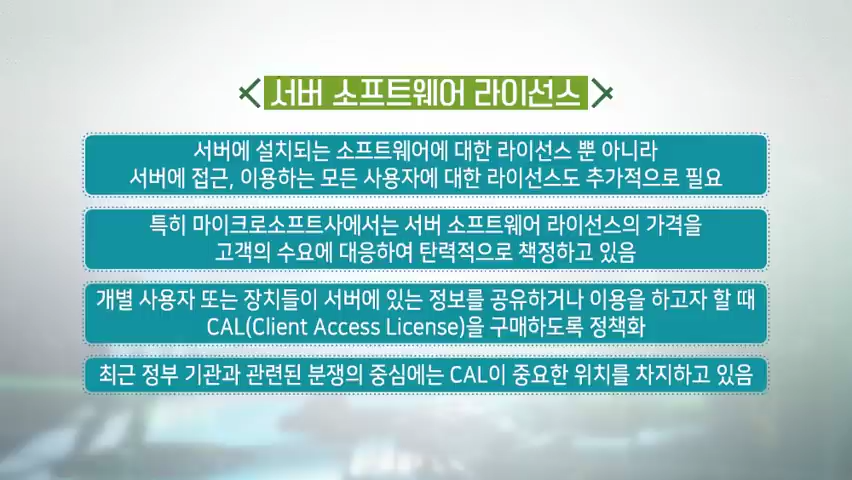 서버 소프트웨어 라이선스
서버에 설치되는 소프트웨어에 대한 라이선스 뿐 아니라
서버에 접근, 이용하는 모든 사용자에 대한 라이선스도 추가적으로 필요
특히 마이크로소프트사에서는 서버 소프트웨어 라이선스의 가격을
고객의 수요에 대응하여 탄력적으로 책정하고 있음
개별 사용자 또는 장치들이 서버에 있는 정보를 공유하거나 이용을 하고자 할 때
CAL(Client Access License)을 구매하도록 정책화
최근 정부 기관과 관련된 분쟁의 중심에는 CAL이 중요한 위치를 차지하고 있음